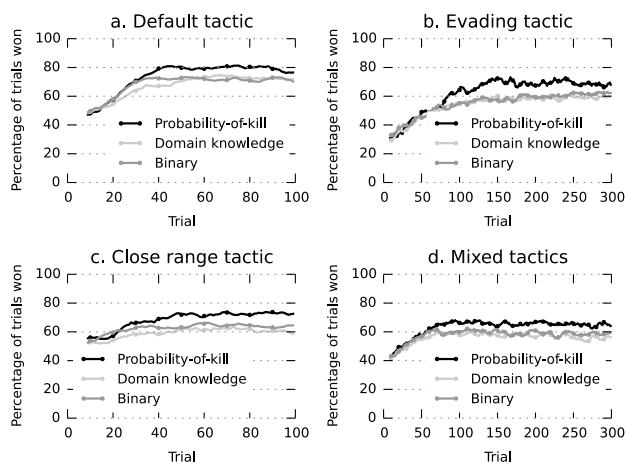 a. Default tactic
Percentage of trials won
100
80
60
40
20
0
Probability-of-kill
Domain knowledge
Binary
0 20 40 60 80 100
Trial
b. Evading tactic
Percentage of trials won
100
80
60
40
20
0
Probability-of-kill
Domain knowledge
Binary
0 50 100 150 200 250 300
Trial
c. Close range tactic
Percentage of trials won
100
80
60
40
20
0
Probability-of-kill
Domain knowledge
Binary
0 20 40 60 80 100
Trial
d. Mixed tactics
Percentage of trials won
100
80
60
40
20
0
Probability-of-kill
Domain knowledge
Binary
0 50 100 150 200 250 300
Trial